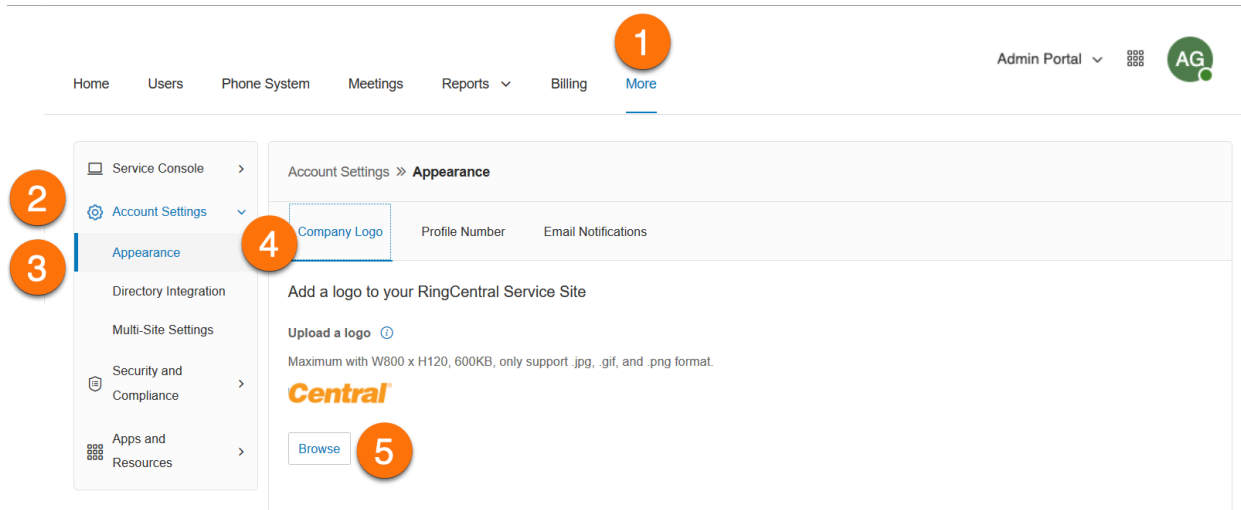 1
Admin Portal
AG
Home Users Phone System Meetings Reports Billing More
2
3
Service Console
Account Settings
Appearance
Directory Integration
Multi-Site Settings
Security and
Compliance
Apps and
Resources
Account Settings » Appearance
4
Company Logo Profile Number Email Notifications
Add a logo to your RingCentral Service Site
Upload a logo
Maximum with W800 x H120, 600KB, only support .jpg, .gif, and .png format.
Central®
Browse
5